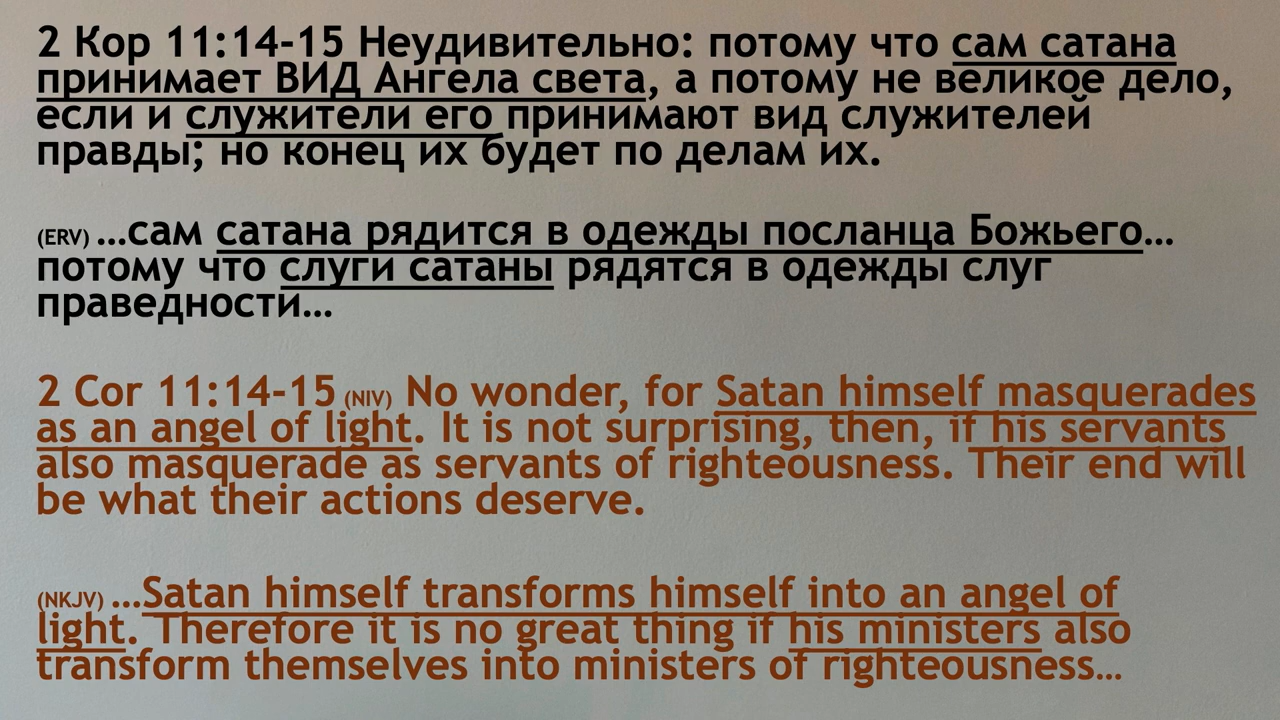 2 Кор 11:14-15 Неудивительно: потому что сам сатана
принимает ВИД Ангела света, а потому не великое дело,
если и служители его принимают вид служителей
правды; но конец их будет по делам их.
(ERV) …сам сатана рядится в одежды посланца Божьего…
потому что слуги сатаны рядятся в одежды слуг
праведности…
2 Cor 11:14-15 (NIV) No wonder, for Satan himself masquerades
as an angel of light. It is not surprising, then, if his servants
also masquerade as servants of righteousness. Their end will
be what their actions deserve.
(NKJV) …Satan himself transforms himself into an angel of
light. Therefore it is no great thing if his ministers also
transform themselves into ministers of righteousness…